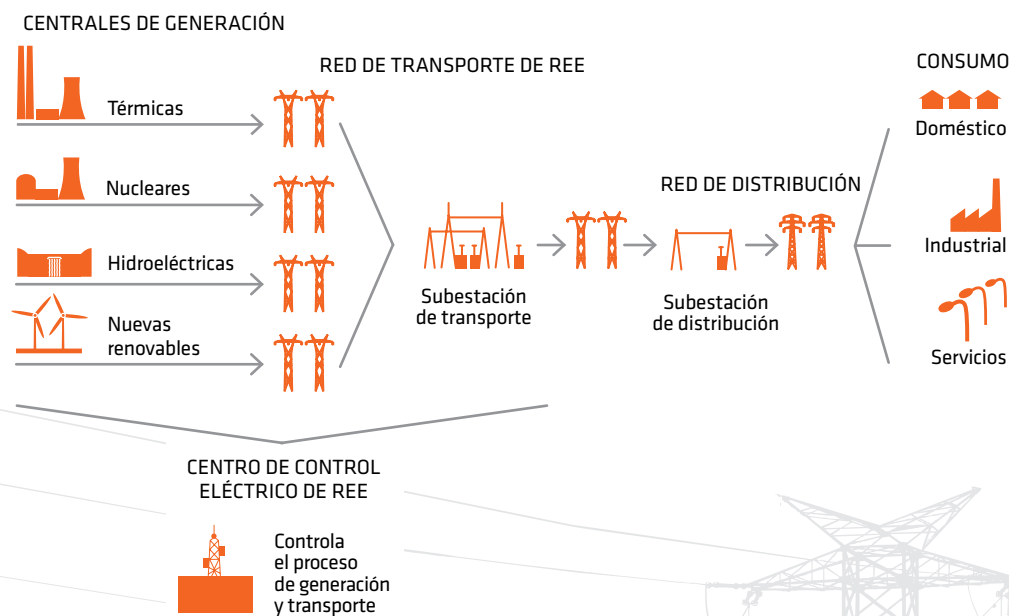 CENTRALES DE GENERACIÓN
Térmicas
Nucleares
Hidroeléctricas
Nuevas
renovables
RED DE TRANSPORTE DE REE
Subestación
de transporte
RED DE DISTRIBUCIÓN
Subestación
de distribución
CONSUMO
Doméstico
Industrial
Servicios
CENTRO DE CONTROL
ELÉCTRICO DE REE
Controla
el proceso
de generación
y transporte